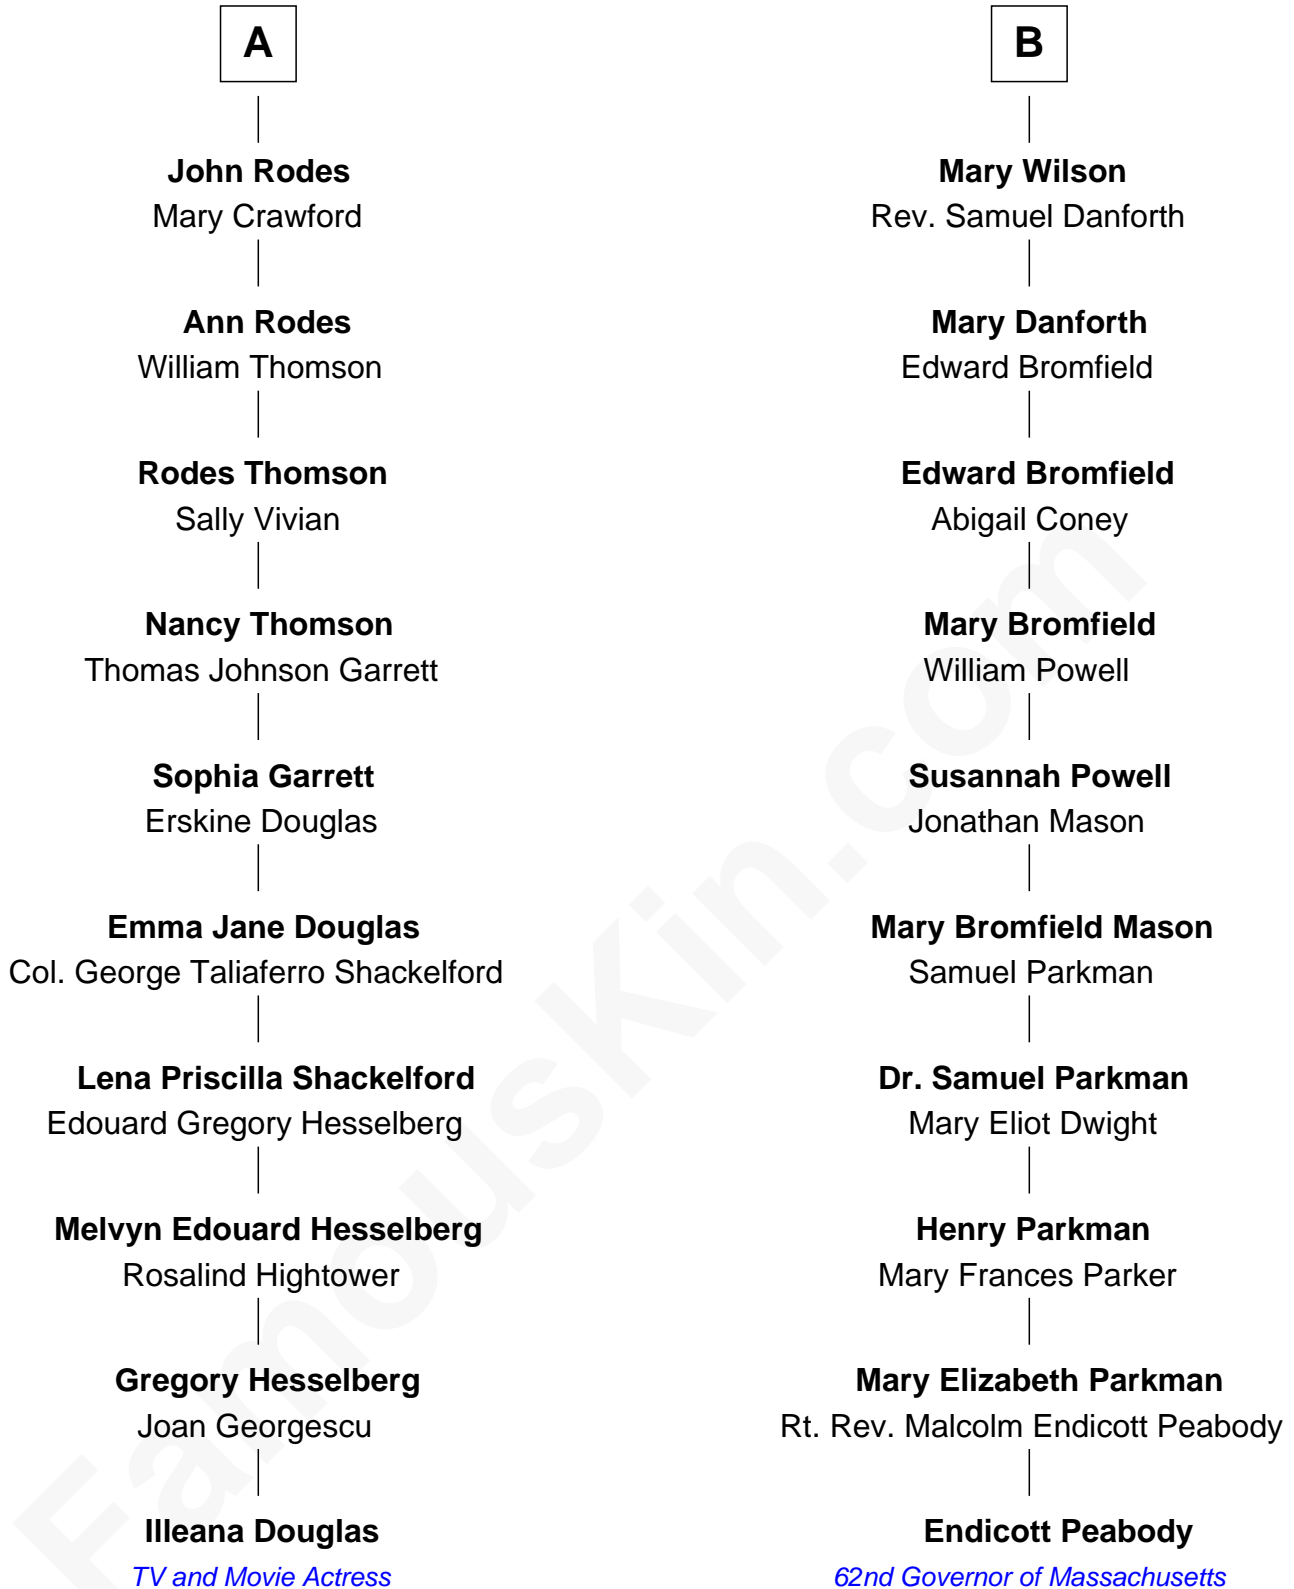 A
John Rodes
Mary Crawford
Ann Rodes
William Thomson
Rodes Thomson
Sally Vivian
Nancy Thomson
Thomas Johnson Garrett
Sophia Garrett
Erskine Douglas
Emma Jane Douglas
Col. George Taliaferro Shackelford
Lena Priscilla Shackelford
Edouard Gregory Hesselberg
Melvyn Edouard Hesselberg
Rosalind Hightower
Gregory Hesselberg
Joan Georgescu
Illeana Douglas
TV and Movie Actress
B
Mary Wilson
Rev. Samuel Danforth
Mary Danforth
Edward Bromfield
Edward Bromfield
Abigail Coney
Mary Bromfield
William Powell
Susannah Powell
Jonathan Mason
Mary Bromfield Mason
Samuel Parkman
Dr. Samuel Parkman
Mary Eliot Dwight
Henry Parkman
Mary Frances Parker
Mary Elizabeth Parkman
Rt. Rev. Malcolm Endicott Peabody
Endicott Peabody
62nd Governor of Massachusetts
FamousKin.com